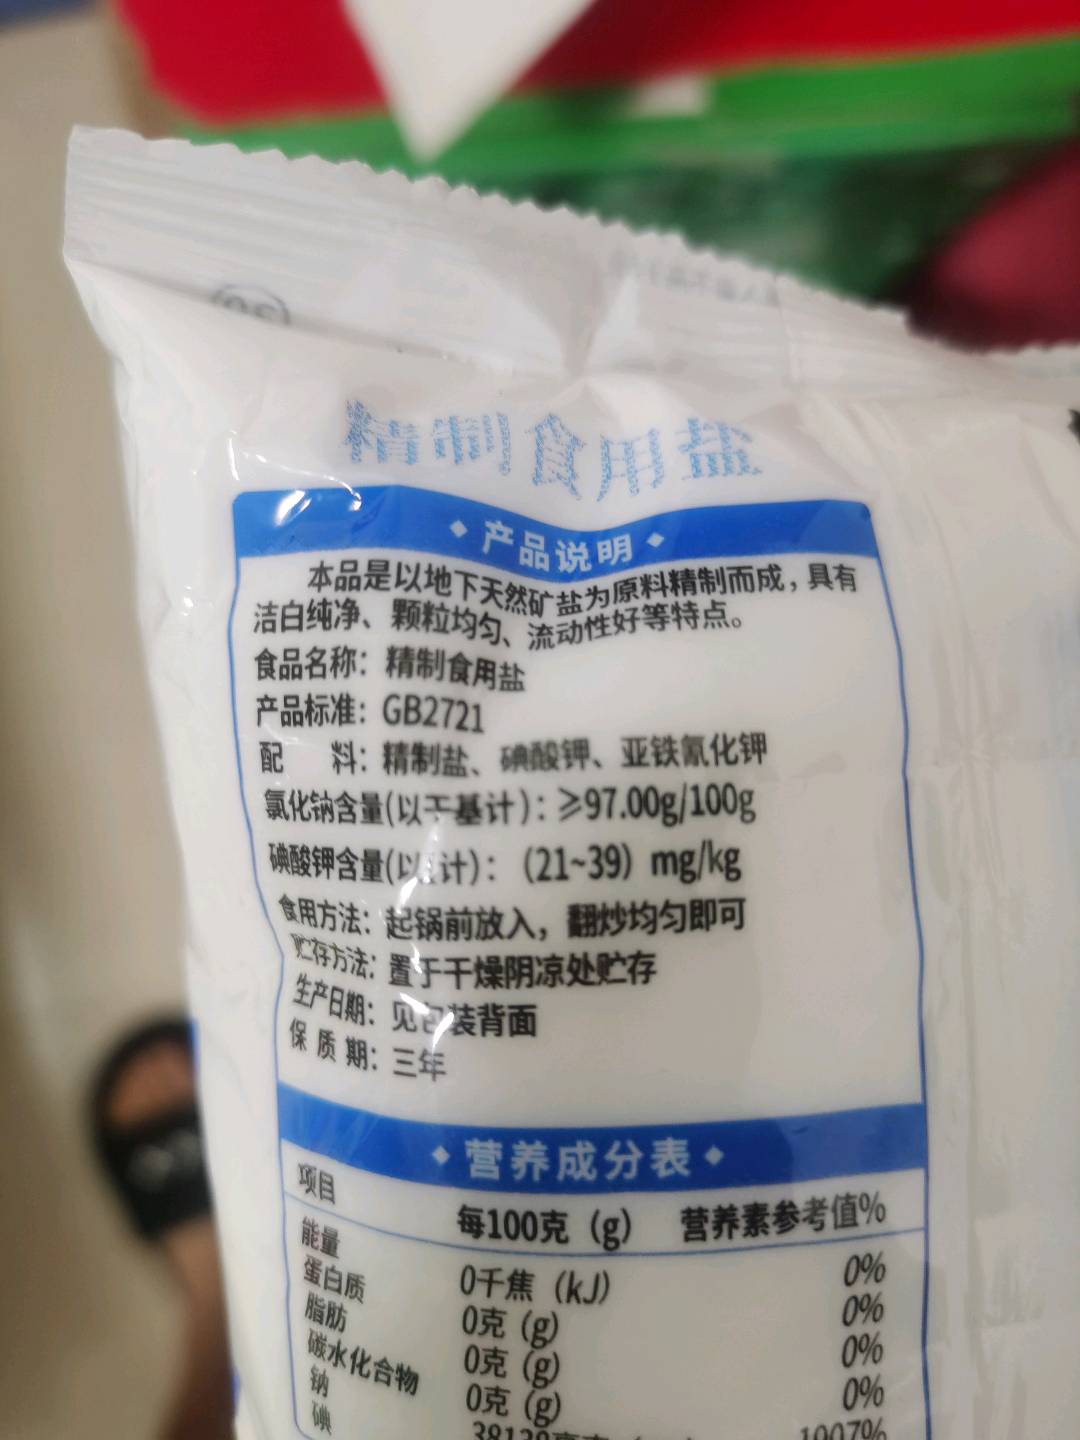 精制食用盐
产品说明
本品是以地下天然矿盐为原料精制而成，具有
洁白纯净、颗粒均匀、流动性好等特点。
食品名称：精制食用盐
产品标准：GB2721
配 料：精制盐、碘酸钾、亚铁氰化钾
氯化钠含量(以干基计)：≥97.00g/100g
碘酸钾含量(以 计)：(21~39) mg/kg
食用方法：起锅前放入，翻炒均匀即可
贮存方法：置于干燥阴凉处贮存
生产日期：见包装背面
保 质 期：三年
营养成分表
项目 每100克 (g) 营养素参考值%
能量 0千焦 (kJ) 0%
蛋白质 0克 (g) 0%
脂肪 0克 (g) 0%
碳水化合物 0克 (g) 0%
钠 1907%
碘